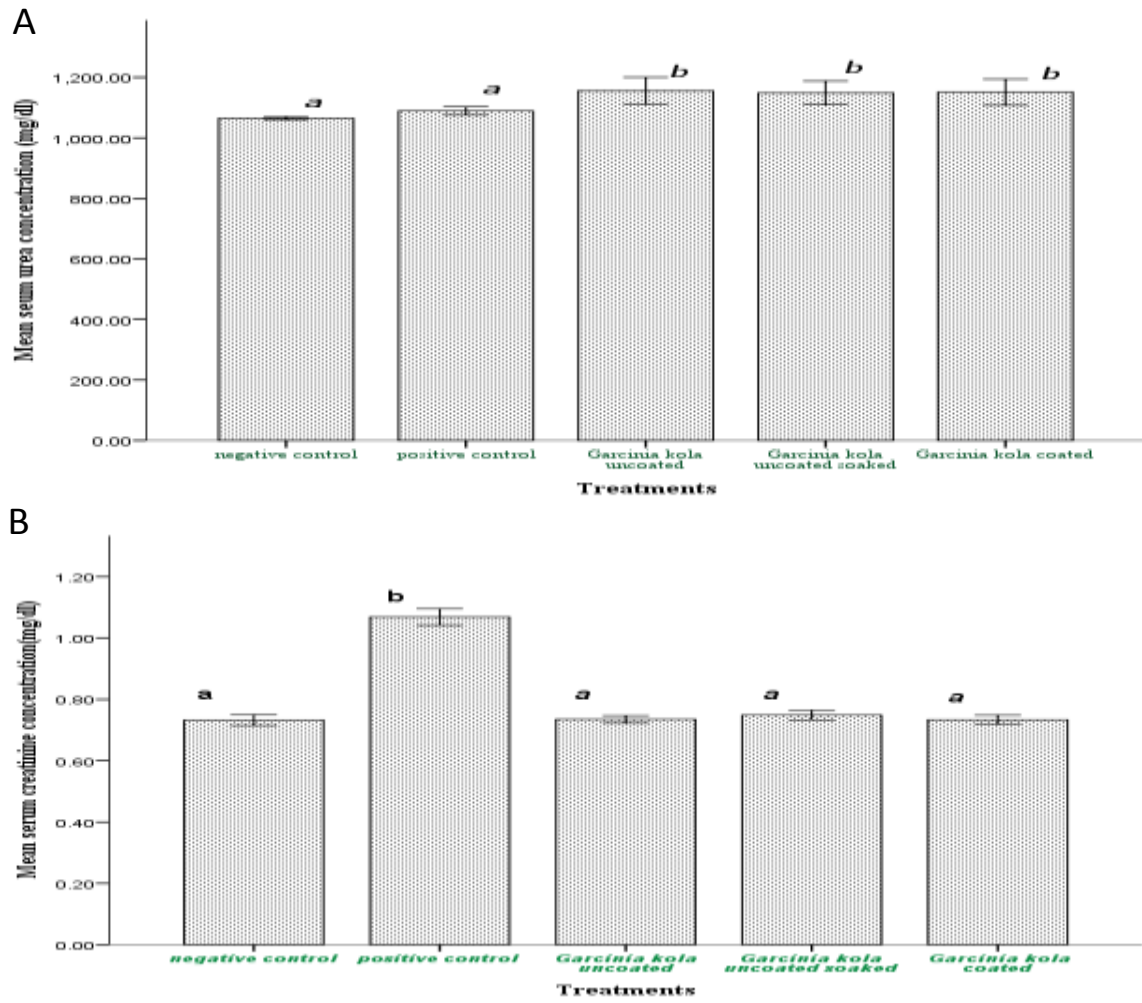 A
Mean seum urea concentration (mg/dl)
1,200.00
1,000.00
800.00
600.00
400.00
200.00
0.00
a
a
b
b
b
negative control
positive control
Garcinia kola
uncoated
Garcinia kola
uncoated soaked
Garcinia kola coated
Treatments
B
Mean serum creatinine concentration(mg/dl)
1.20
1.00
0.80
0.60
0.40
0.20
0.00
a
b
a
a
a
negative control
positive control
Garcinia kola
uncoated
Garcinia kola
uncoated soaked
Garcinia kola
coated
Treatments